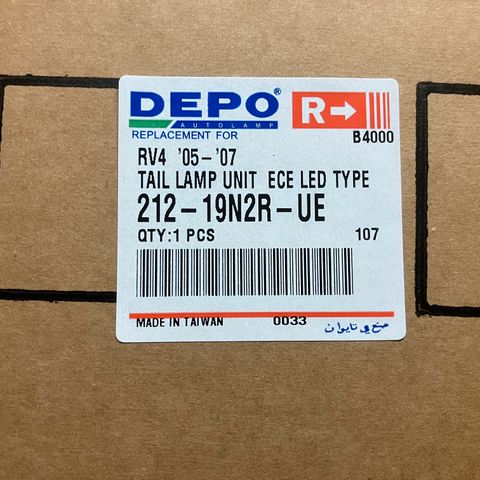 DEPO®
AUTOLAMP
R→
REPLACEMENT FOR
B4000
RV4 '05-'07
TAIL LAMP UNIT ECE LED TYPE
212-19N2R-UE
QTY:1 PCS 107
MADE IN TAIWAN 0033 صنع في تايوان